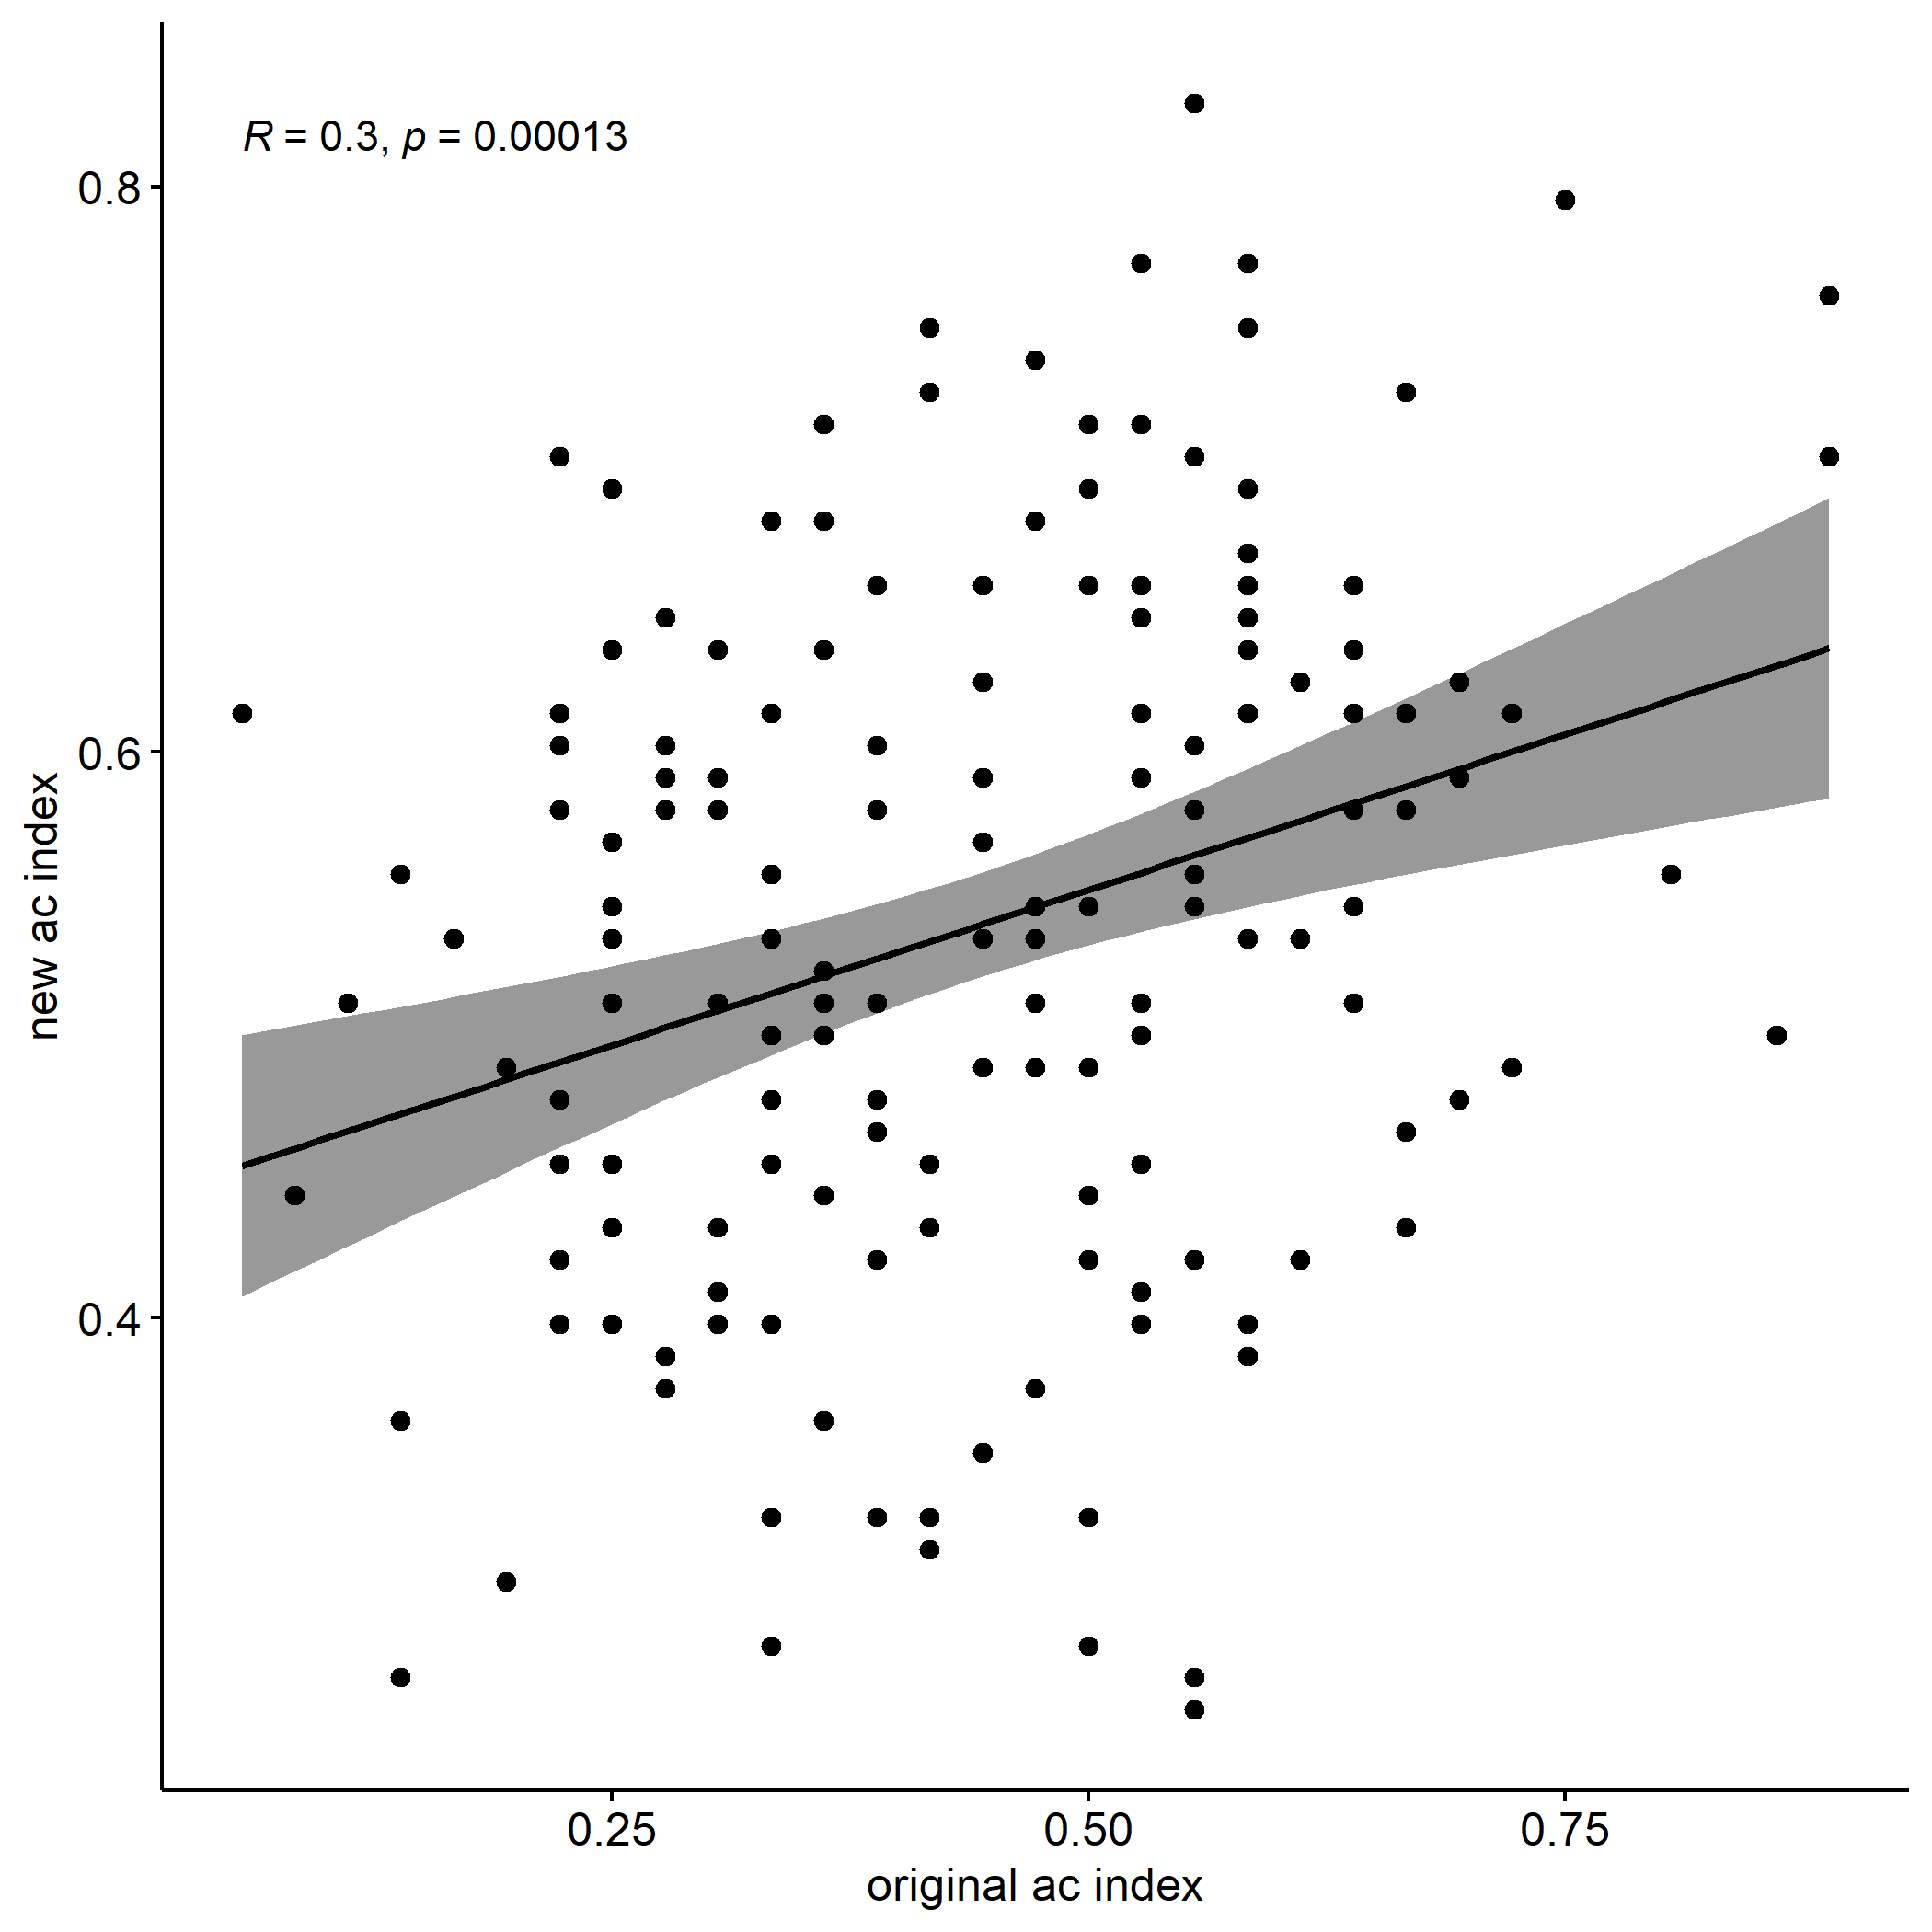 R = 0.3, p = 0.00013
0.8
0.6
0.4
new ac index
0.25 0.50 0.75
original ac index